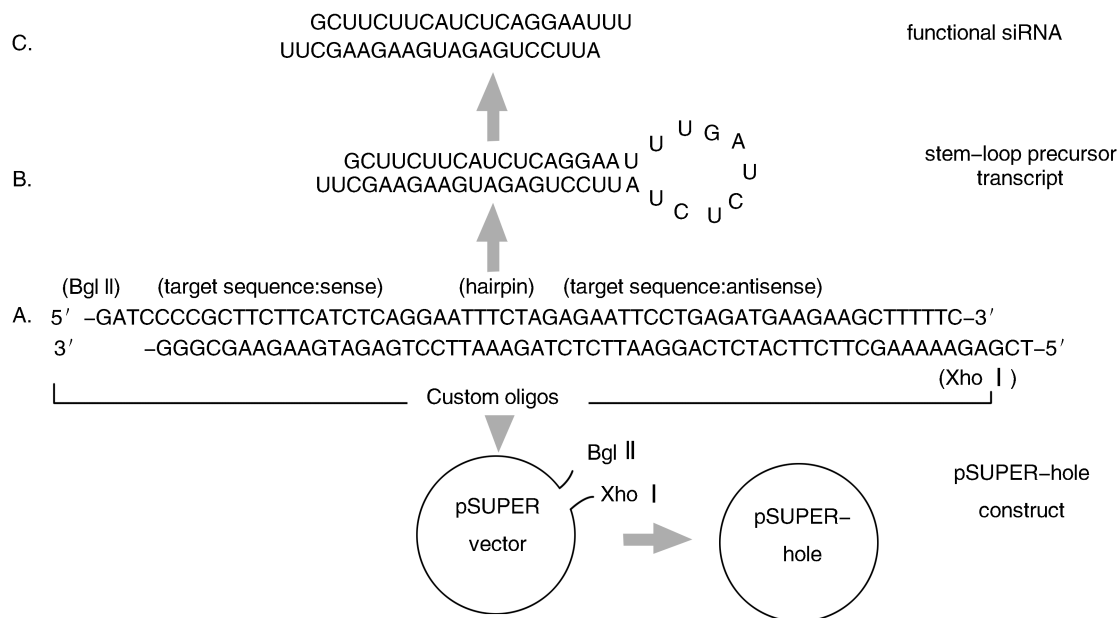 C.
GCUUCUUCAUCUCAGGAAUUU
UUCGAAGAAGUAGAGUCCUUA
functional siRNA
B.
GCUUCUUCAUCUCAGGAA U U U G A
UUCGAAGAAGUAGAGUCCUU A U C U C U
stem–loop precursor
transcript
(Bgl II) (target sequence:sense) (hairpin) (target sequence:antisense)
A. 5′ –GATCCCCGCTTCTTCATCTCAGGAATTTCTAGAGAATTCCTGAGATGAAGAAGCTTTTTC–3′
3′ –GGGCGAAGAAGTAGAGTCCTTAAAGATCTCTTAAGGACTCTACTTCTTCGAAAAAGAGCT–5′
(Xho I)
Custom oligos
Bgl II
Xho I
pSUPER
vector
pSUPER–
hole
pSUPER–hole
construct